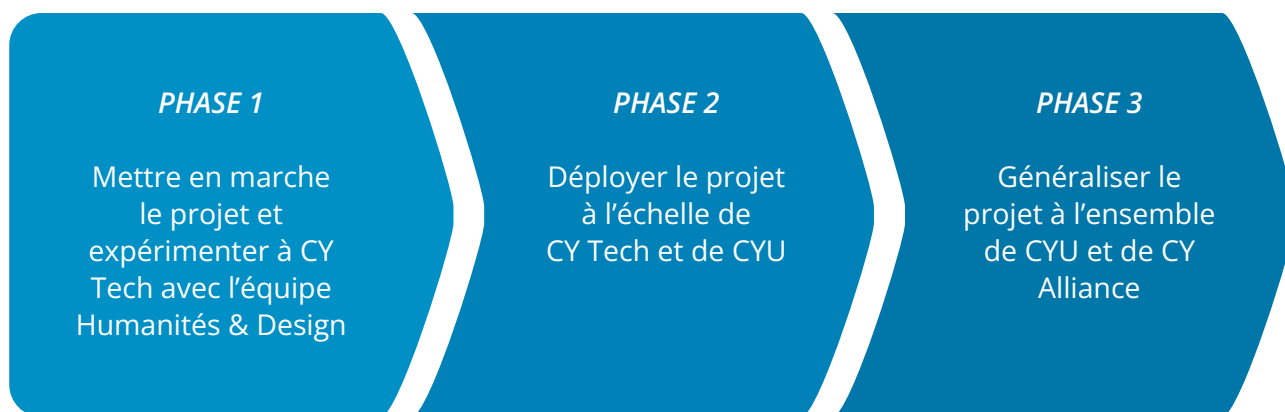 PHASE 1
Mettre en marche
le projet et
expérimenter à CY
Tech avec l’équipe
Humanités & Design
PHASE 2
Déployer le projet
à l’échelle de
CY Tech et de CYU
PHASE 3
Généraliser le
projet à l’ensemble
de CYU et de CY
Alliance